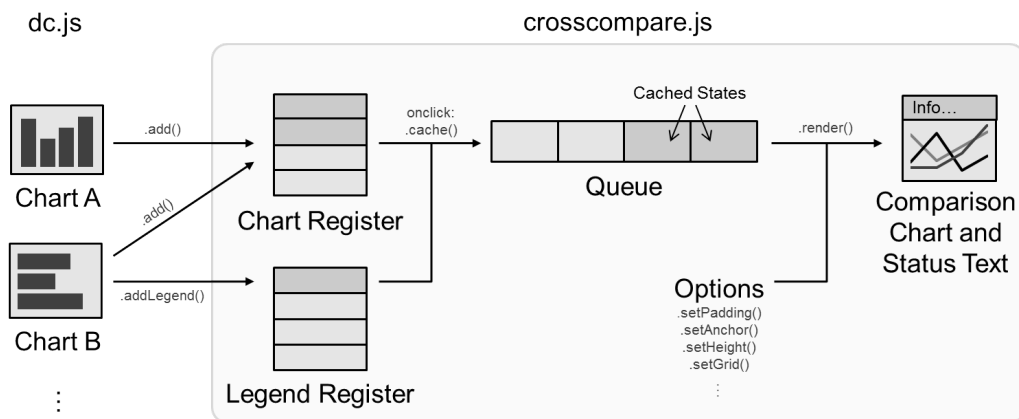 dc.js
crosscompare.js
Chart A
.add()
.add()
Chart B
.addLegend()
⋮
Chart Register
Legend Register
onclick:
.cache()
Cached States
Queue
.render()
Options
.setPadding()
.setAnchor()
.setHeight()
.setGrid()
⋮
Info…
Comparison
Chart and
Status Text